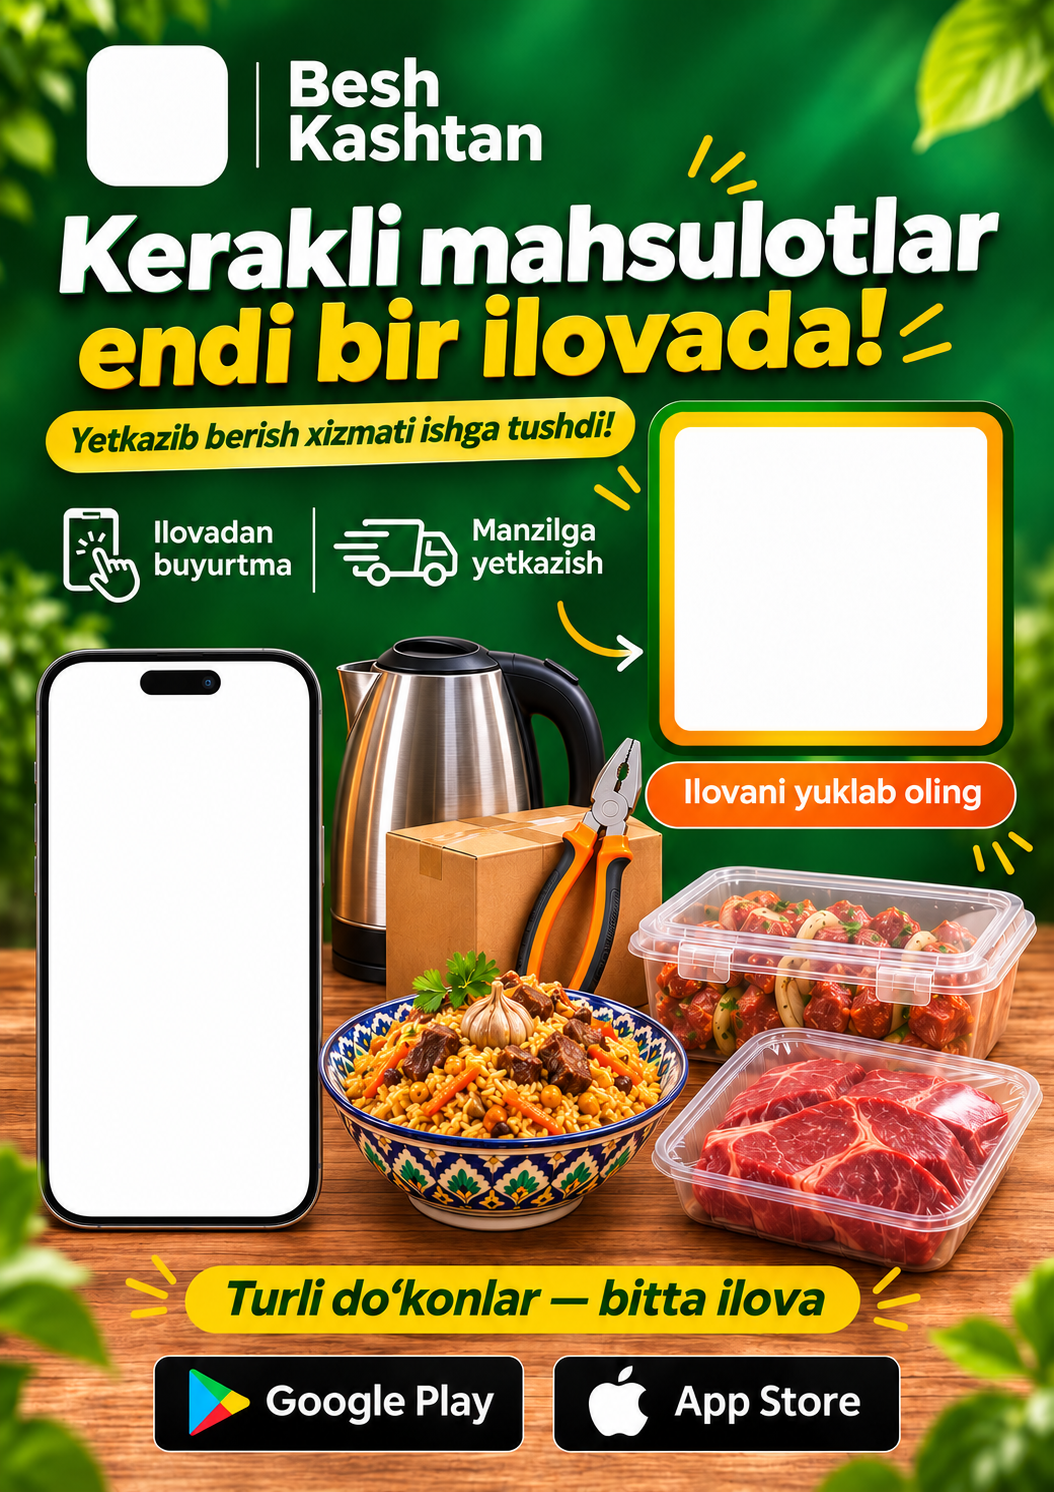 Besh
Kashtan
Kerakli mahsulotlar
endi bir ilovada!
Yetkazib berish xizmati ishga tushdi!
Ilovadan
buyurtma
Manzilga
yetkazish
Ilovani yuklab oling
Turli do‘konlar — bitta ilova
Google Play
App Store